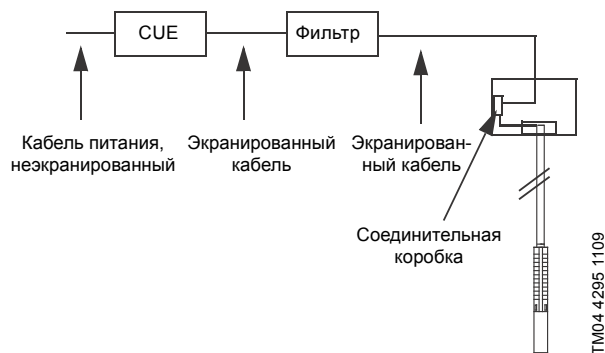 CUE
Фильтр
Кабель питания,
неэкранированный
Экранированный
кабель
Экранирован-
ный кабель
Соединительная
коробка
TM04 4295 1109